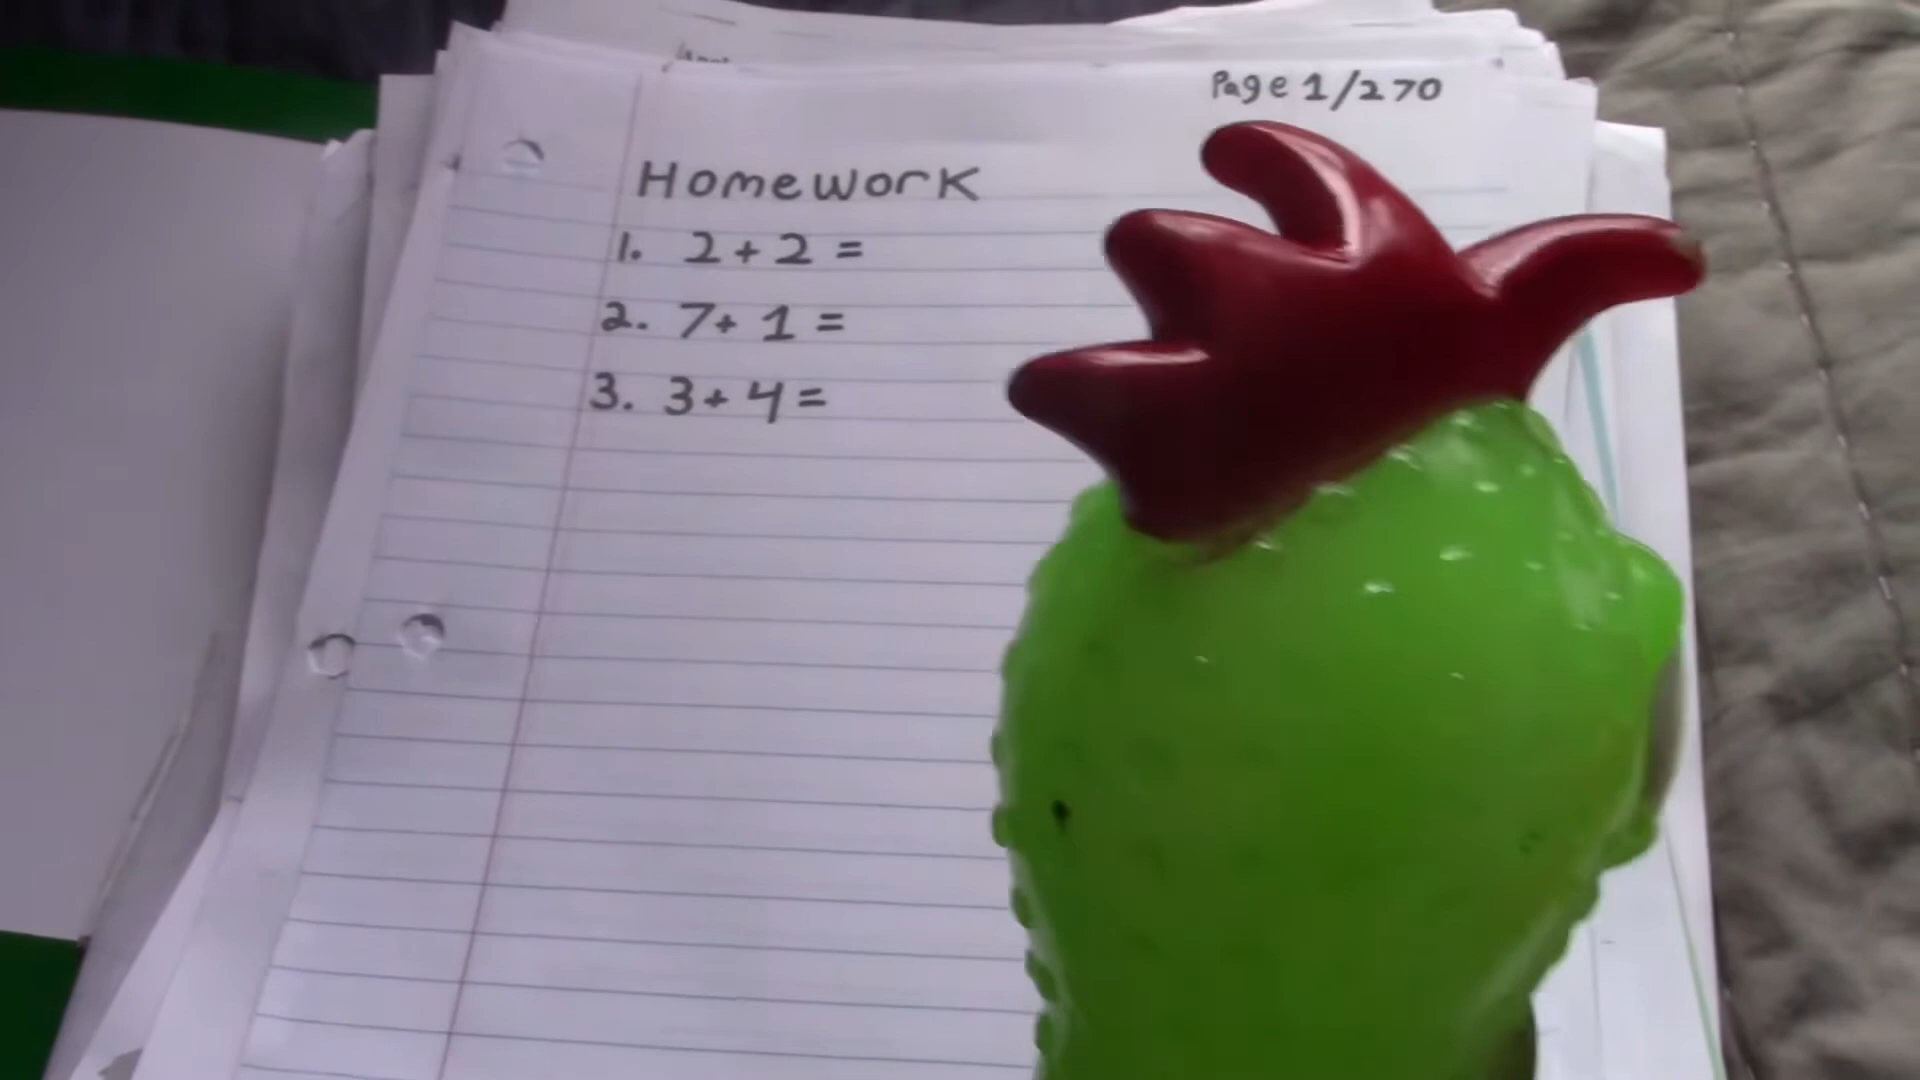 Page 1/270
Homework
1. 2+2=
2. 7+1=
3. 3+4=